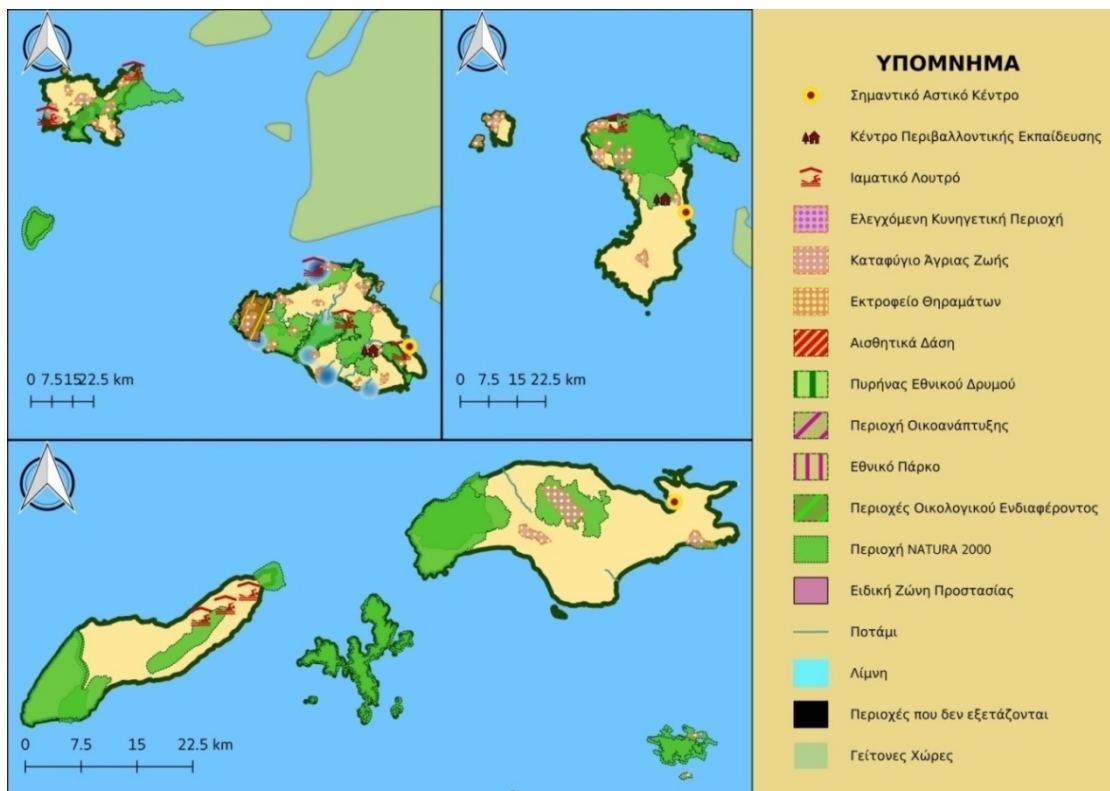 ΥΠΟΜΝΗΜΑ
Σημαντικό Αστικό Κέντρο
Κέντρο Περιβαλλοντικής Εκπαίδευσης
Ιαματικό Λουτρό
Ελεγχόμενη Κυνηγετική Περιοχή
Καταφύγιο Άγριας Ζωής
Εκτροφείο Θηραμάτων
Αισθητικά Δάση
Πυρήνας Εθνικού Δρυμού
Περιοχή Οικοανάπτυξης
Εθνικό Πάρκο
Περιοχές Οικολογικού Ενδιαφέροντος
Περιοχή NATURA 2000
Ειδική Ζώνη Προστασίας
Ποτάμι
Λίμνη
Περιοχές που δεν εξετάζονται
Γείτονες Χώρες
0 7.5 15 22.5 km
0 7.5 15 22.5 km
0 7.5 15 22.5 km